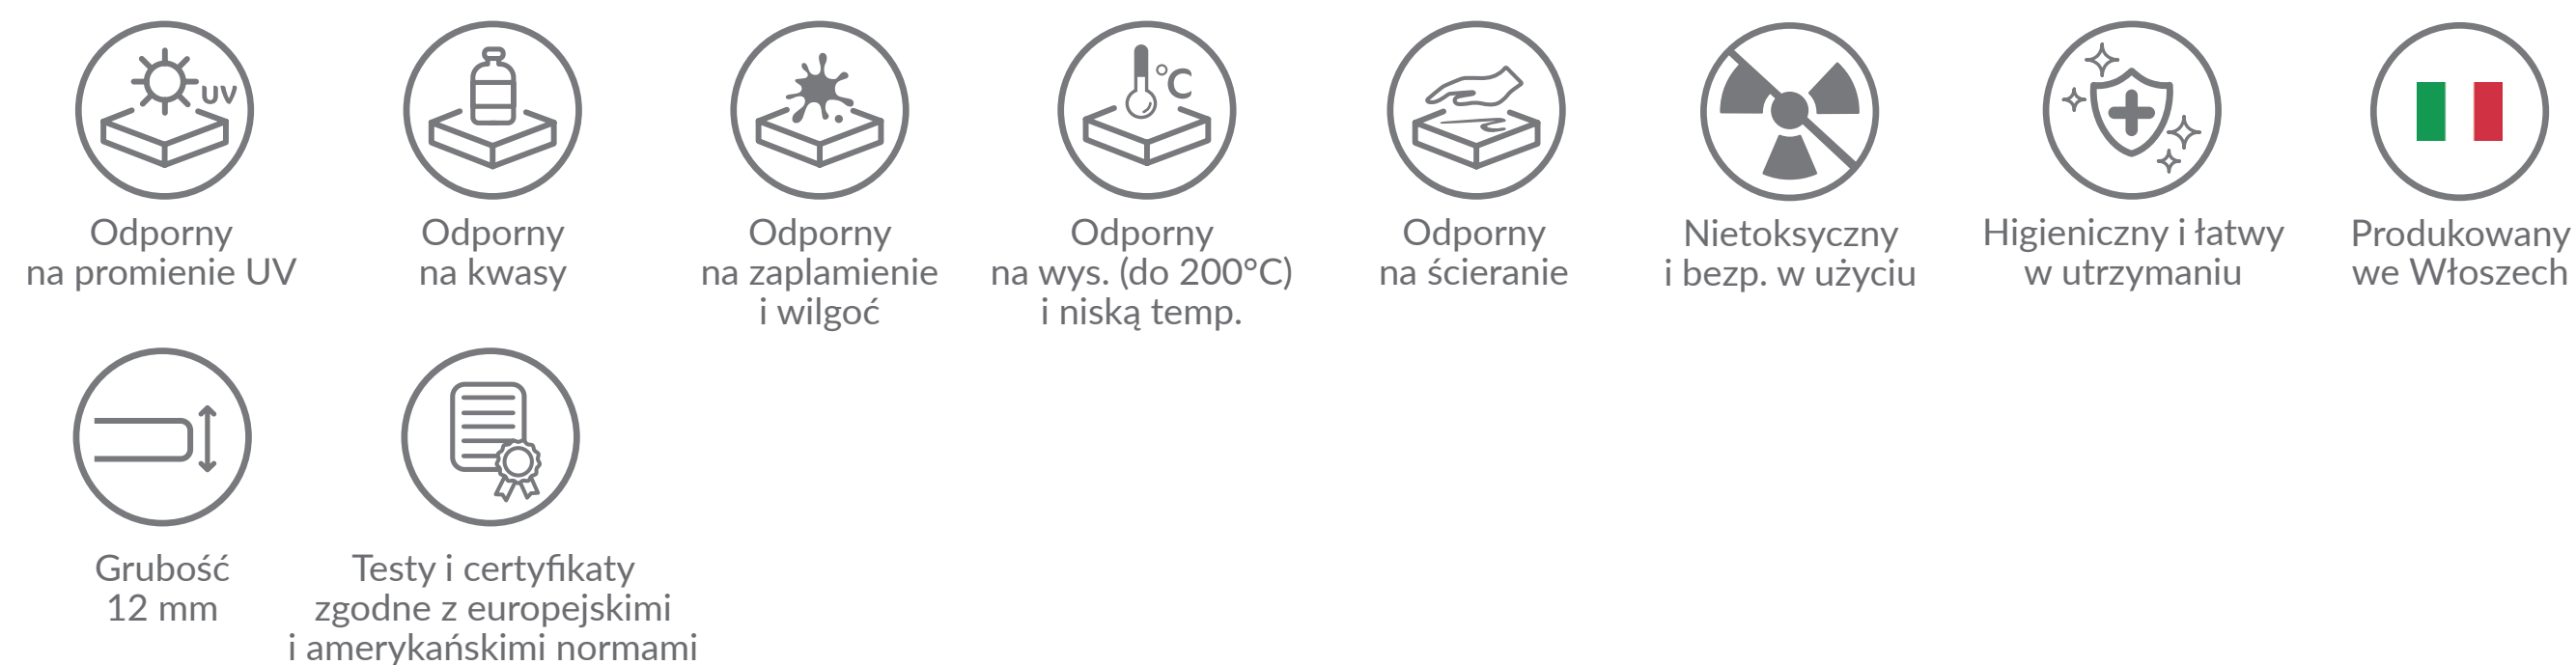 UV
°C
Odporny
na promienie UV
Odporny
na kwasy
Odporny
na zaplamienie
i wilgoć
Odporny
na wys. (do 200°C)
i niską temp.
Odporny
na ścieranie
Nietoksyczny
i bezp. w użyciu
Higieniczny i łatwy
w utrzymaniu
Produkowany
we Włoszech
Grubość
12 mm
Testy i certyfikaty
zgodne z europejskimi
i amerykańskimi normami